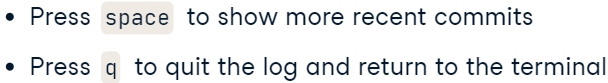 • Press space to show more recent commits
• Press q to quit the log and return to the terminal